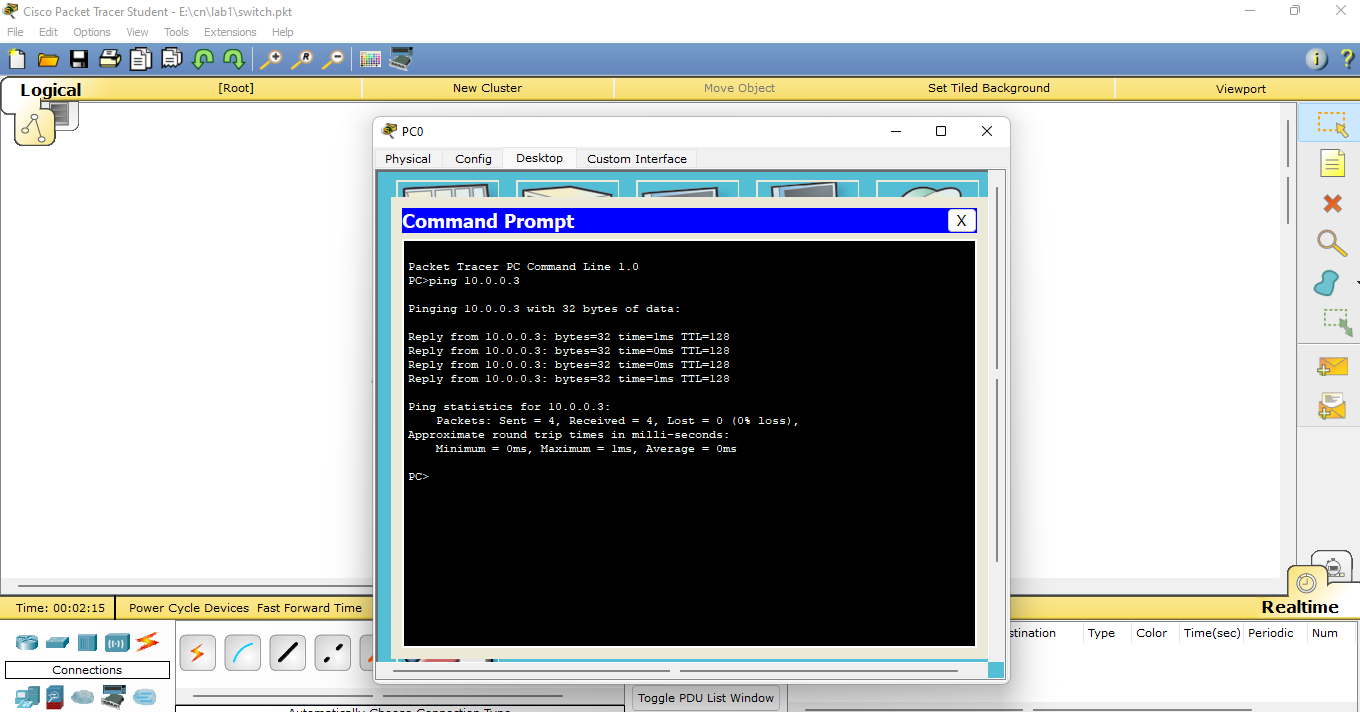 Cisco Packet Tracer Student - E:\cn\lab1\switch.pkt
File Edit Options View Tools Extensions Help
Logical [Root] New Cluster Move Object Set Tiled Background Viewport
PC0
Physical Config Desktop Custom Interface
Command Prompt X
Packet Tracer PC Command Line 1.0
PC>ping 10.0.0.3
Pinging 10.0.0.3 with 32 bytes of data:
Reply from 10.0.0.3: bytes=32 time=1ms TTL=128
Reply from 10.0.0.3: bytes=32 time=0ms TTL=128
Reply from 10.0.0.3: bytes=32 time=0ms TTL=128
Reply from 10.0.0.3: bytes=32 time=1ms TTL=128
Ping statistics for 10.0.0.3:
Packets: Sent = 4, Received = 4, Lost = 0 (0% loss),
Approximate round trip times in milli-seconds:
Minimum = 0ms, Maximum = 1ms, Average = 0ms
PC>
Time: 00:02:15 Power Cycle Devices Fast Forward Time Realtime
stination Type Color Time(sec) Periodic Num
Connections
Toggle PDU List Window
Automatically Choose Connection Type